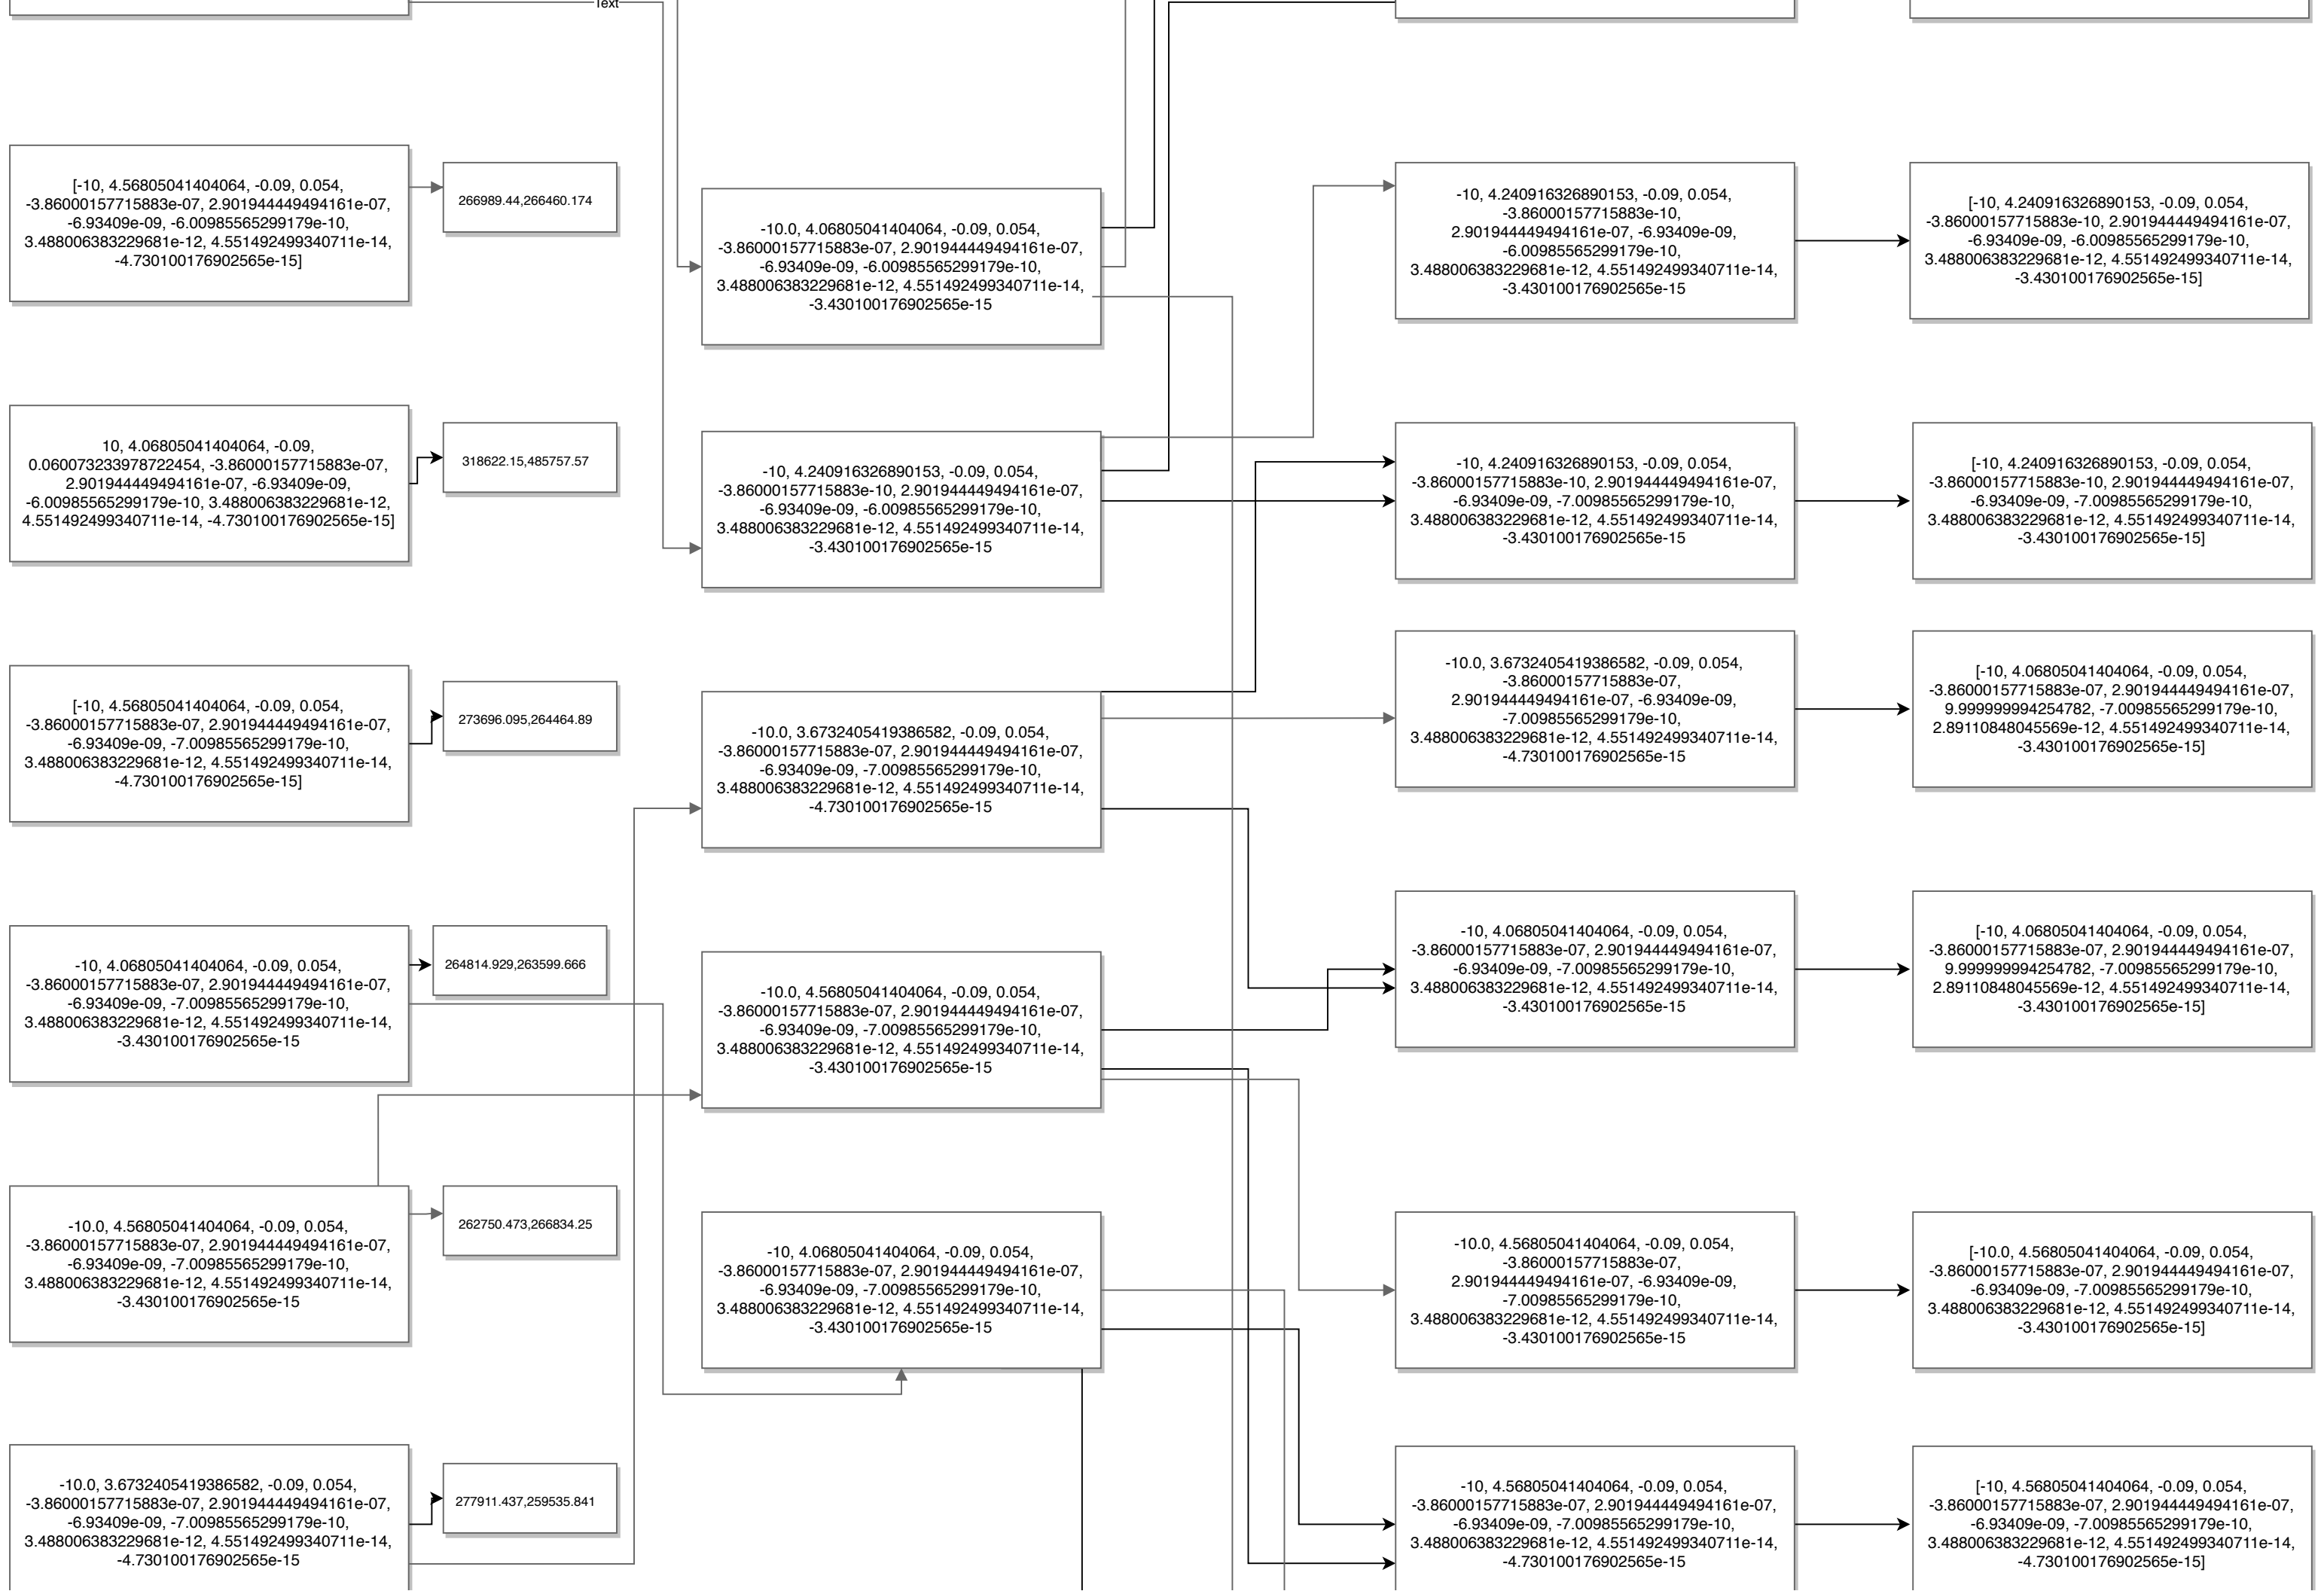 Text
[-10, 4.56805041404064, -0.09, 0.054,
-3.86000157715883e-07, 2.901944449494161e-07,
-6.93409e-09, -6.00985565299179e-10,
3.488006383229681e-12, 4.551492499340711e-14,
-4.730100176902565e-15]
266989.44,266460.174
-10.0, 4.06805041404064, -0.09, 0.054,
-3.86000157715883e-07, 2.901944449494161e-07,
-6.93409e-09, -6.00985565299179e-10,
3.488006383229681e-12, 4.551492499340711e-14,
-3.430100176902565e-15
-10, 4.240916326890153, -0.09, 0.054,
-3.86000157715883e-10,
2.901944449494161e-07, -6.93409e-09,
-6.00985565299179e-10,
3.488006383229681e-12, 4.551492499340711e-14,
-3.430100176902565e-15
[-10, 4.240916326890153, -0.09, 0.054,
-3.86000157715883e-10, 2.901944449494161e-07,
-6.93409e-09, -6.00985565299179e-10,
3.488006383229681e-12, 4.551492499340711e-14,
-3.430100176902565e-15]
10, 4.06805041404064, -0.09,
0.060073233978722454, -3.86000157715883e-07,
2.901944449494161e-07, -6.93409e-09,
-6.00985565299179e-10, 3.488006383229681e-12,
4.551492499340711e-14, -4.730100176902565e-15]
318622.15,485757.57
-10, 4.240916326890153, -0.09, 0.054,
-3.86000157715883e-10, 2.901944449494161e-07,
-6.93409e-09, -6.00985565299179e-10,
3.488006383229681e-12, 4.551492499340711e-14,
-3.430100176902565e-15
-10, 4.240916326890153, -0.09, 0.054,
-3.86000157715883e-10, 2.901944449494161e-07,
-6.93409e-09, -7.00985565299179e-10,
3.488006383229681e-12, 4.551492499340711e-14,
-3.430100176902565e-15
[-10, 4.240916326890153, -0.09, 0.054,
-3.86000157715883e-10, 2.901944449494161e-07,
-6.93409e-09, -7.00985565299179e-10,
3.488006383229681e-12, 4.551492499340711e-14,
-3.430100176902565e-15]
[-10, 4.56805041404064, -0.09, 0.054,
-3.86000157715883e-07, 2.901944449494161e-07,
-6.93409e-09, -7.00985565299179e-10,
3.488006383229681e-12, 4.551492499340711e-14,
-4.730100176902565e-15]
273696.095,264464.89
-10.0, 3.6732405419386582, -0.09, 0.054,
-3.86000157715883e-07, 2.901944449494161e-07,
-6.93409e-09, -7.00985565299179e-10,
3.488006383229681e-12, 4.551492499340711e-14,
-4.730100176902565e-15
-10.0, 3.6732405419386582, -0.09, 0.054,
-3.86000157715883e-07,
2.901944449494161e-07, -6.93409e-09,
-7.00985565299179e-10,
3.488006383229681e-12, 4.551492499340711e-14,
-4.730100176902565e-15
[-10, 4.06805041404064, -0.09, 0.054,
-3.86000157715883e-07, 2.901944449494161e-07,
9.999999994254782, -7.00985565299179e-10,
2.89110848045569e-12, 4.551492499340711e-14,
-3.430100176902565e-15]
-10, 4.06805041404064, -0.09, 0.054,
-3.86000157715883e-07, 2.901944449494161e-07,
-6.93409e-09, -7.00985565299179e-10,
3.488006383229681e-12, 4.551492499340711e-14,
-3.430100176902565e-15
264814.929,263599.666
-10.0, 4.56805041404064, -0.09, 0.054,
-3.86000157715883e-07, 2.901944449494161e-07,
-6.93409e-09, -7.00985565299179e-10,
3.488006383229681e-12, 4.551492499340711e-14,
-3.430100176902565e-15
-10, 4.06805041404064, -0.09, 0.054,
-3.86000157715883e-07, 2.901944449494161e-07,
-6.93409e-09, -7.00985565299179e-10,
3.488006383229681e-12, 4.551492499340711e-14,
-3.430100176902565e-15
[-10, 4.06805041404064, -0.09, 0.054,
-3.86000157715883e-07, 2.901944449494161e-07,
9.999999994254782, -7.00985565299179e-10,
2.89110848045569e-12, 4.551492499340711e-14,
-3.430100176902565e-15]
-10.0, 4.56805041404064, -0.09, 0.054,
-3.86000157715883e-07, 2.901944449494161e-07,
-6.93409e-09, -7.00985565299179e-10,
3.488006383229681e-12, 4.551492499340711e-14,
-3.430100176902565e-15
262750.473,266834.25
-10, 4.06805041404064, -0.09, 0.054,
-3.86000157715883e-07, 2.901944449494161e-07,
-6.93409e-09, -7.00985565299179e-10,
3.488006383229681e-12, 4.551492499340711e-14,
-3.430100176902565e-15
-10.0, 4.56805041404064, -0.09, 0.054,
-3.86000157715883e-07,
2.901944449494161e-07, -6.93409e-09,
-7.00985565299179e-10,
3.488006383229681e-12, 4.551492499340711e-14,
-3.430100176902565e-15
[-10.0, 4.56805041404064, -0.09, 0.054,
-3.86000157715883e-07, 2.901944449494161e-07,
-6.93409e-09, -7.00985565299179e-10,
3.488006383229681e-12, 4.551492499340711e-14,
-3.430100176902565e-15]
-10.0, 3.6732405419386582, -0.09, 0.054,
-3.86000157715883e-07, 2.901944449494161e-07,
-6.93409e-09, -7.00985565299179e-10,
3.488006383229681e-12, 4.551492499340711e-14,
-4.730100176902565e-15
277911.437,259535.841
-10, 4.56805041404064, -0.09, 0.054,
-3.86000157715883e-07, 2.901944449494161e-07,
-6.93409e-09, -7.00985565299179e-10,
3.488006383229681e-12, 4.551492499340711e-14,
-4.730100176902565e-15
[-10, 4.56805041404064, -0.09, 0.054,
-3.86000157715883e-07, 2.901944449494161e-07,
-6.93409e-09, -7.00985565299179e-10,
3.488006383229681e-12, 4.551492499340711e-14,
-4.730100176902565e-15]